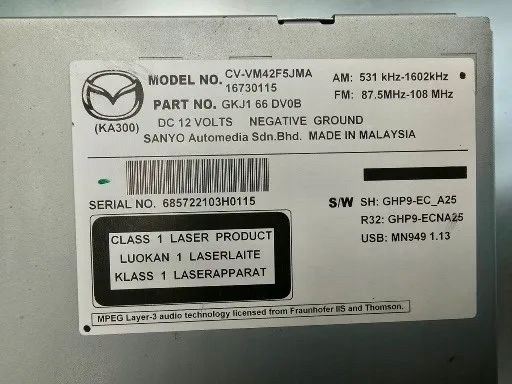 MODEL NO. CV-VM42F5JMA
16730115
AM: 531 kHz-1602kHz
PART NO. GKJ1 66 DV0B
FM: 87.5MHz-108 MHz
(KA300)
DC 12 VOLTS NEGATIVE GROUND
SANYO Automedia Sdn.Bhd. MADE IN MALAYSIA
SERIAL NO. 685722103H0115
S/W SH: GHP9-EC_A25
R32: GHP9-ECNA25
USB: MN949 1.13
CLASS 1 LASER PRODUCT
LUOKAN 1 LASERLAITE
KLASS 1 LASERAPPARAT
MPEG Layer-3 audio technology licensed from Fraunhofer IIS and Thomson.